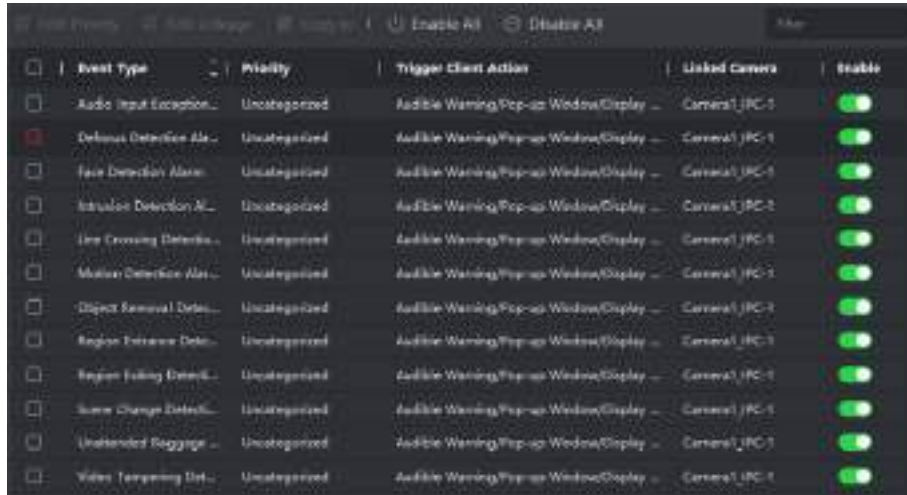 Edit Priority Edit Linkage Copy to Enable All Disable All Filter
Event Type Priority Trigger Client Action Linked Camera Enable
Audio Input Exception... Uncategorized Audible Warning/Pop-up Window/Display ... Camera1_IPC-1
Defocus Detection Ala... Uncategorized Audible Warning/Pop-up Window/Display ... Camera1_IPC-1
Face Detection Alarm Uncategorized Audible Warning/Pop-up Window/Display ... Camera1_IPC-1
Intrusion Detection Al... Uncategorized Audible Warning/Pop-up Window/Display ... Camera1_IPC-1
Line Crossing Detectio... Uncategorized Audible Warning/Pop-up Window/Display ... Camera1_IPC-1
Motion Detection Alar... Uncategorized Audible Warning/Pop-up Window/Display ... Camera1_IPC-1
Object Removal Detec... Uncategorized Audible Warning/Pop-up Window/Display ... Camera1_IPC-1
Region Entrance Detec... Uncategorized Audible Warning/Pop-up Window/Display ... Camera1_IPC-1
Region Exiting Detecti... Uncategorized Audible Warning/Pop-up Window/Display ... Camera1_IPC-1
Scene Change Detecti... Uncategorized Audible Warning/Pop-up Window/Display ... Camera1_IPC-1
Unattended Baggage ... Uncategorized Audible Warning/Pop-up Window/Display ... Camera1_IPC-1
Video Tampering Det... Uncategorized Audible Warning/Pop-up Window/Display ... Camera1_IPC-1